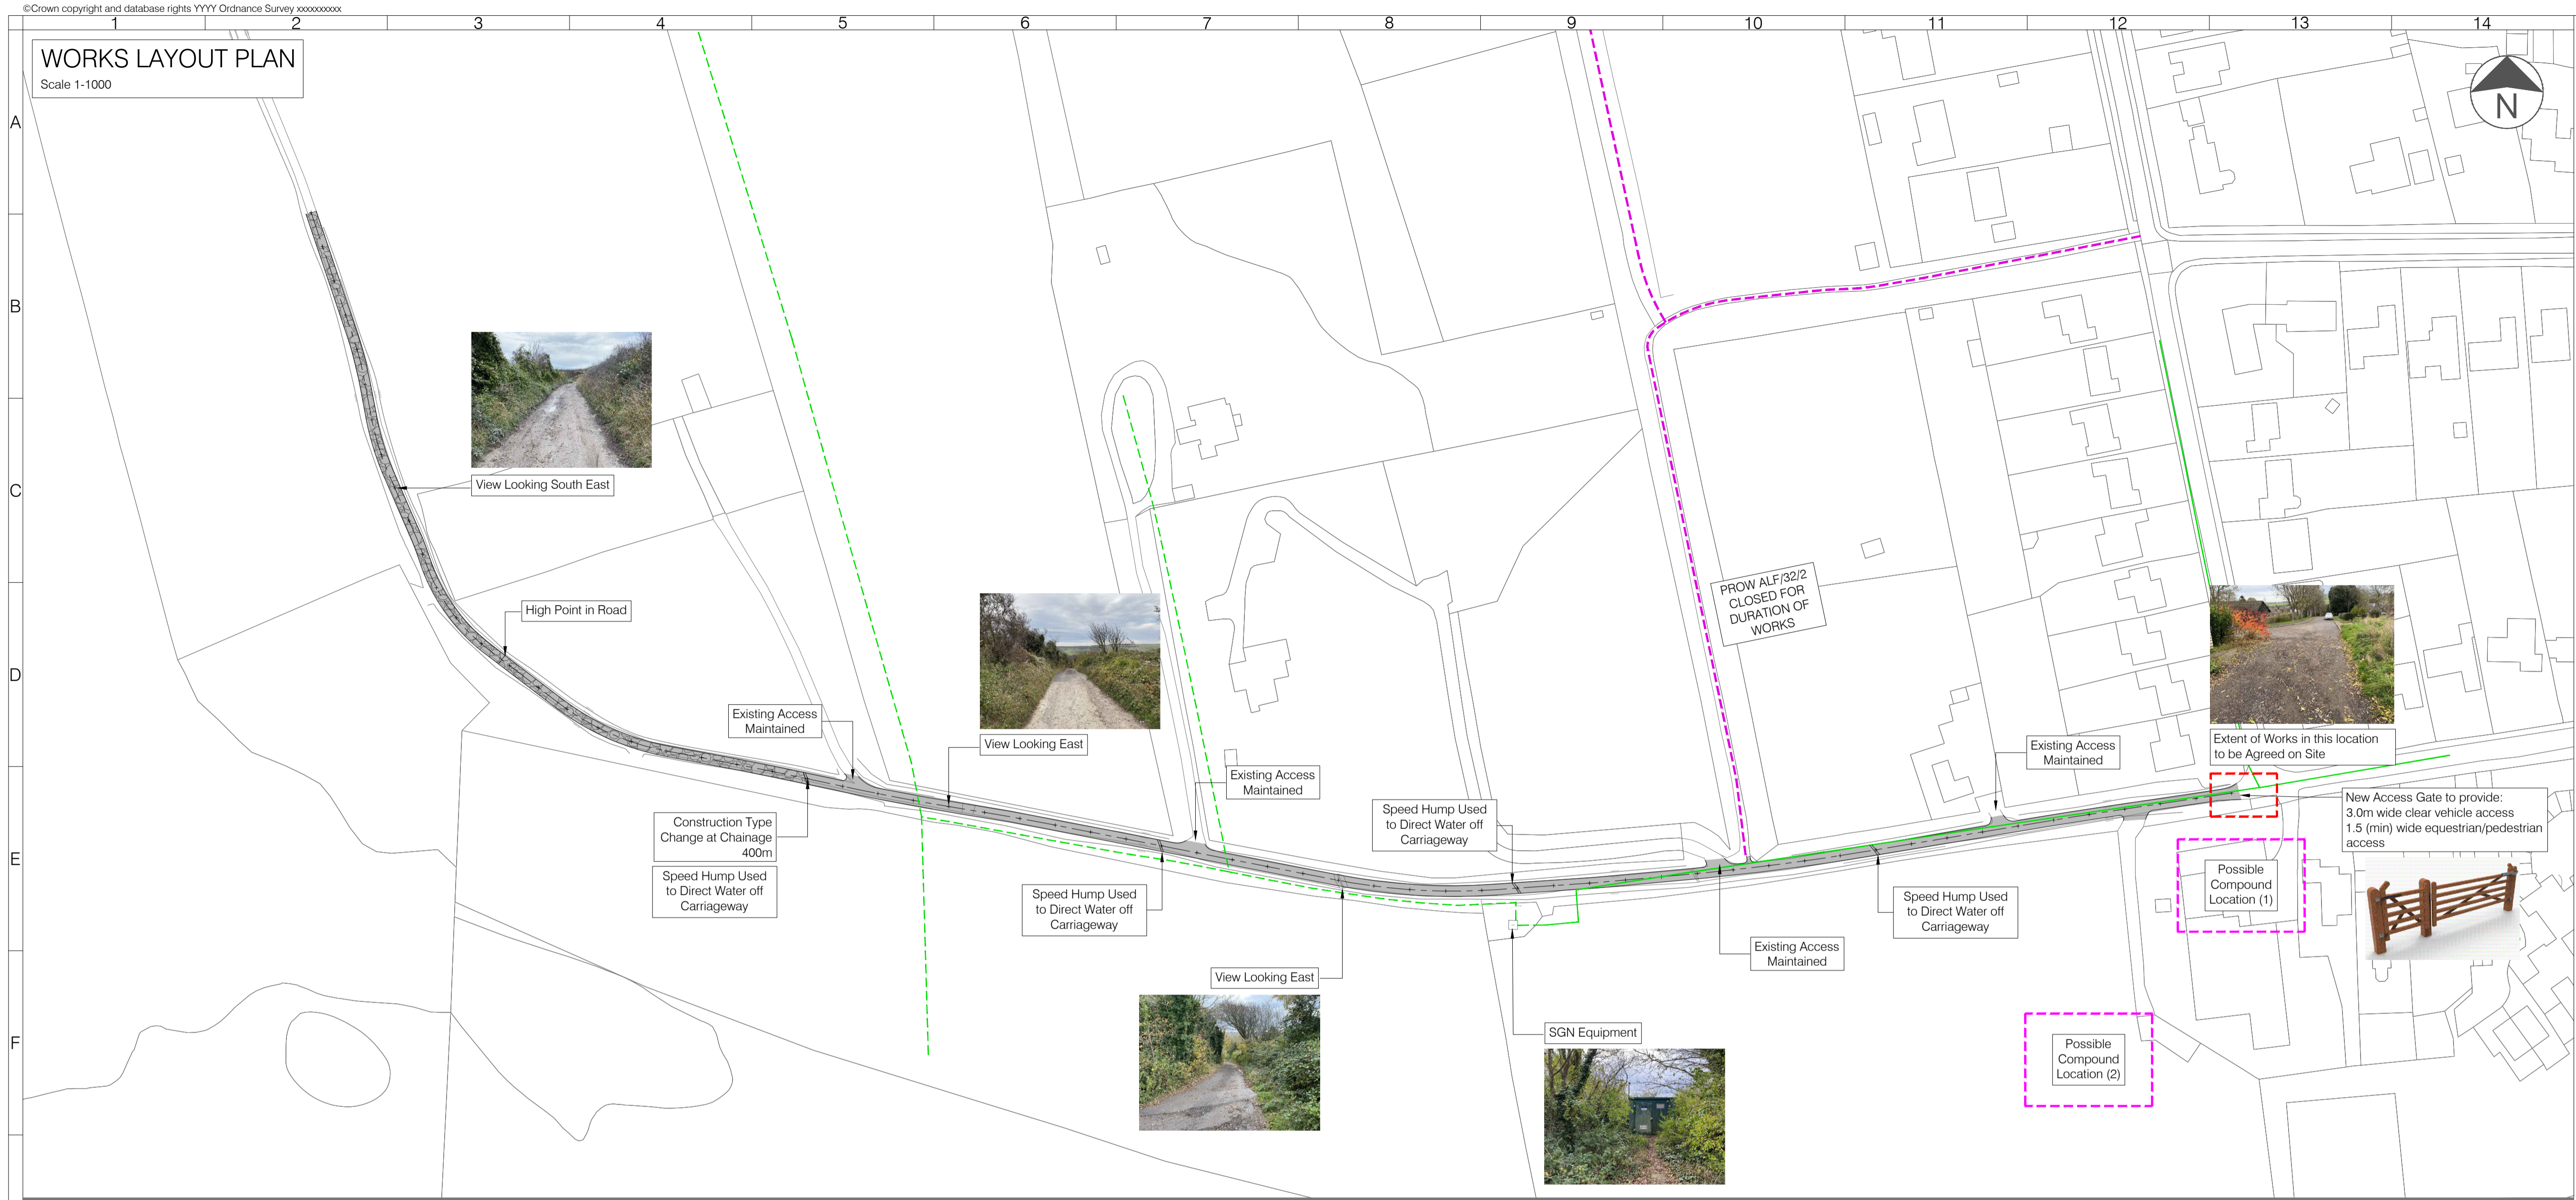 ©Crown copyright and database rights YYYY Ordnance Survey xxxxxxxxxx
1 2 3 4 5 6 7 8 9 10 11 12 13 14
WORKS LAYOUT PLAN
Scale 1-1000
N
A
B
C
D
E
F
View Looking South East
High Point in Road
PROW ALF/32/2
CLOSED FOR
DURATION OF
WORKS
Existing Access
Maintained
View Looking East
Existing Access
Maintained
Existing Access
Maintained
Extent of Works in this location
to be Agreed on Site
Construction Type
Change at Chainage
400m
Speed Hump Used
to Direct Water off
Carriageway
Speed Hump Used
to Direct Water off
Carriageway
Speed Hump Used
to Direct Water off
Carriageway
Speed Hump Used
to Direct Water off
Carriageway
New Access Gate to provide:
3.0m wide clear vehicle access
1.5 (min) wide equestrian/pedestrian
access
Possible
Compound
Location (1)
Existing Access
Maintained
View Looking East
SGN Equipment
Possible
Compound
Location (2)